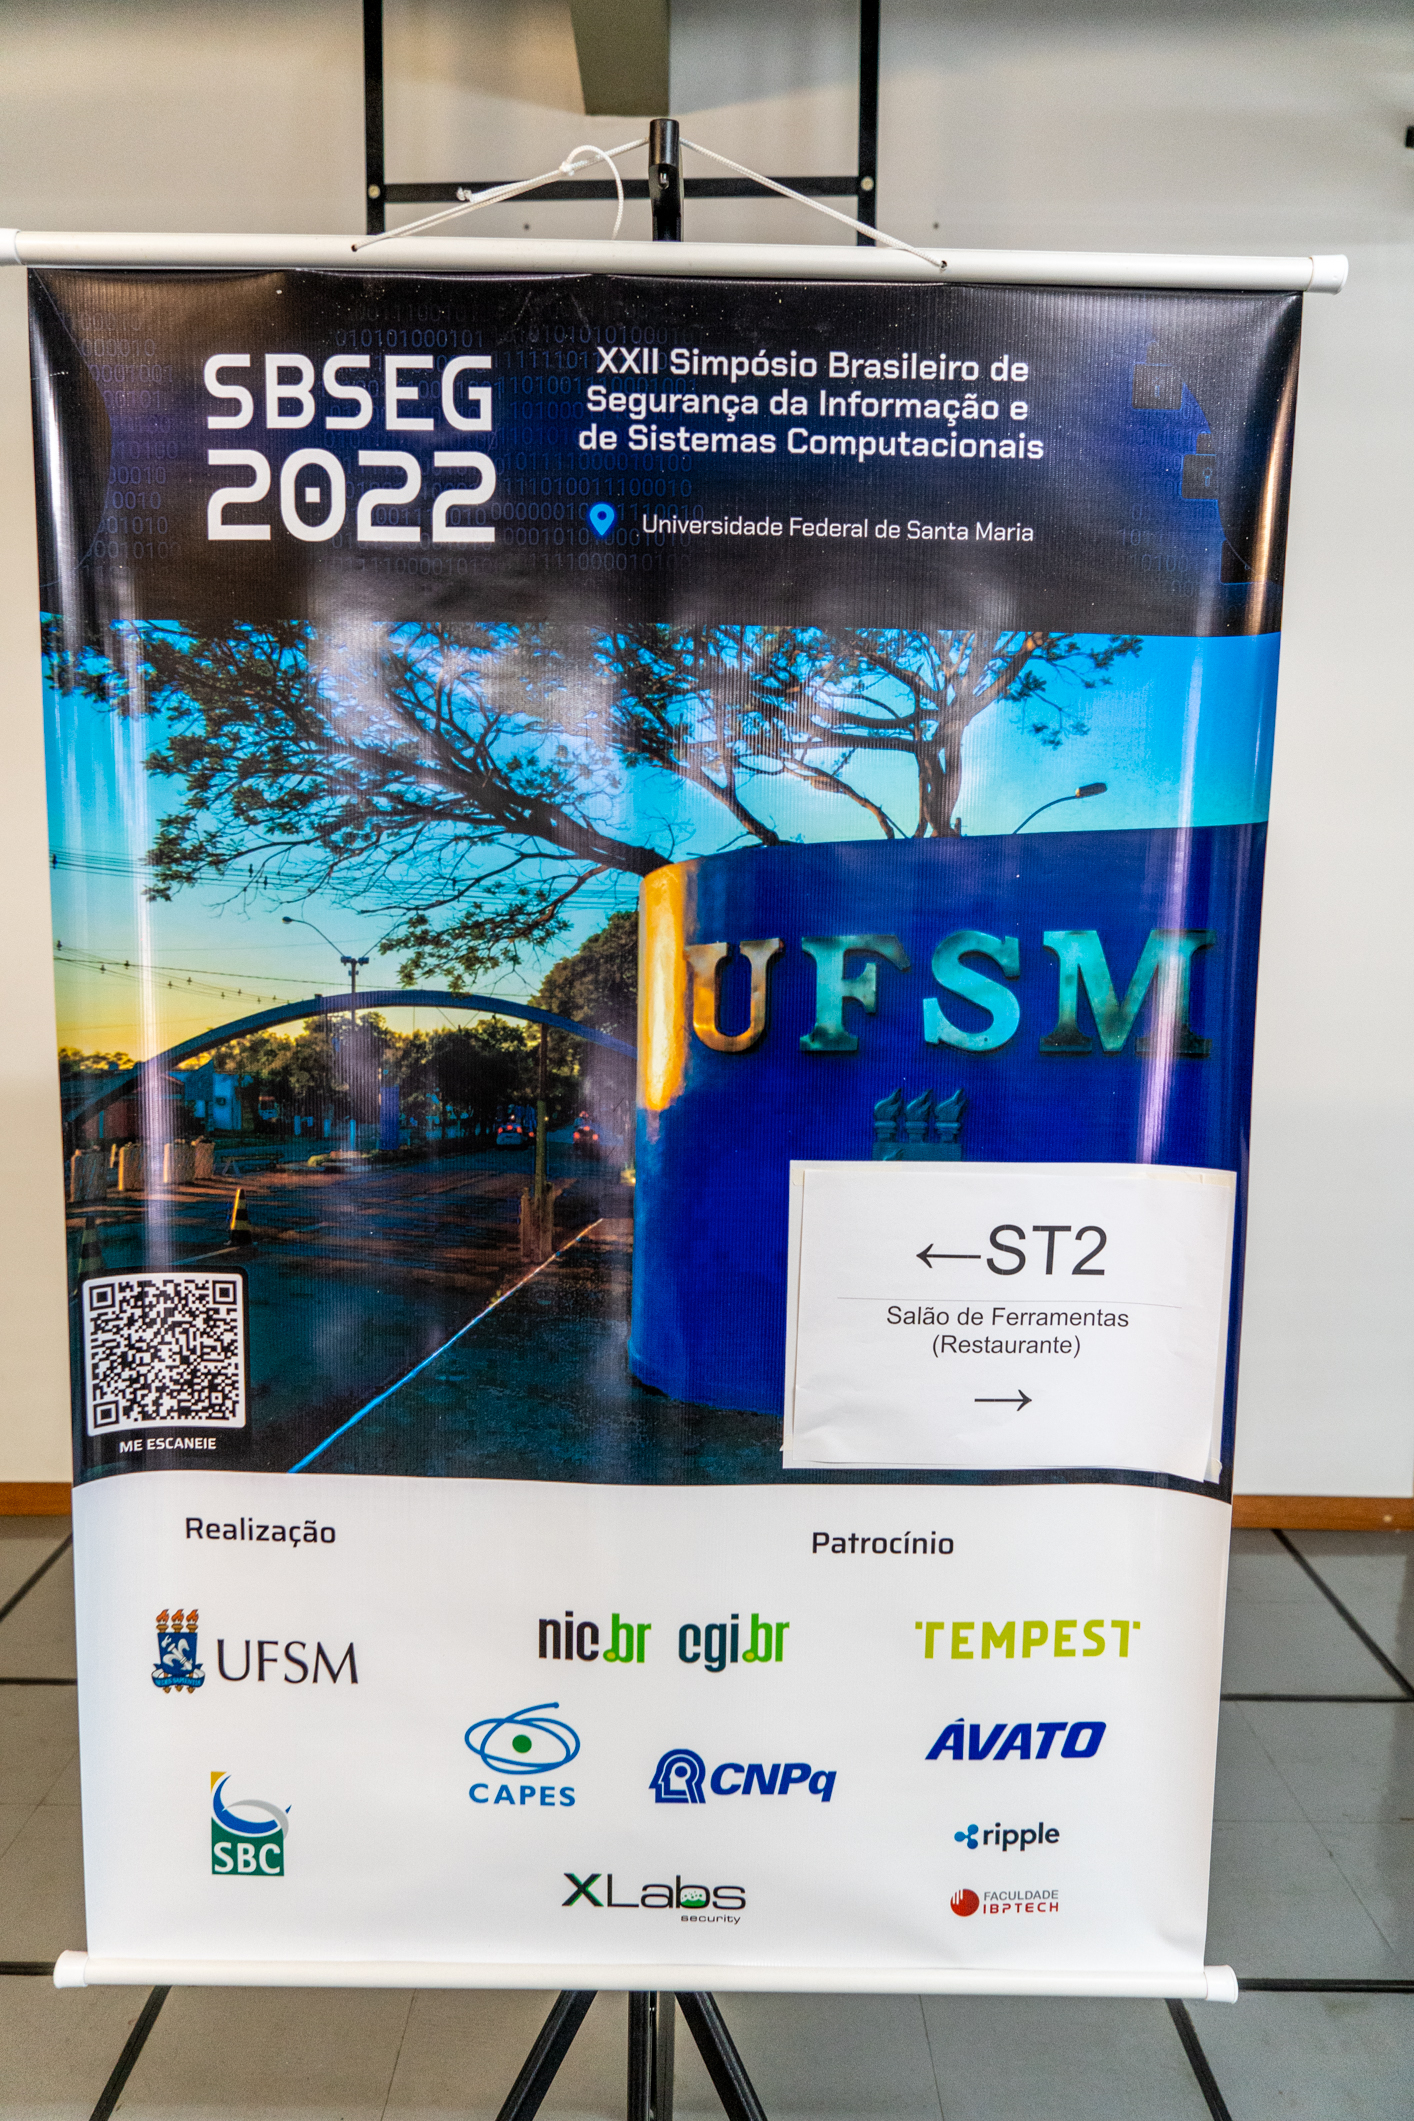 SBSEG
2022
XXII Simpósio Brasileiro de
Segurança da Informação e
de Sistemas Computacionais
Universidade Federal de Santa Maria
UFSM
←ST2
Salão de Ferramentas
(Restaurante)
→
ME ESCANEIE
Realização
Patrocínio
UFSM
nic.br cgi.br
TEMPEST
CAPES
CNPq
ÁVATO
SBC
ripple
XLabs
security
FACULDADE
IBPTECH